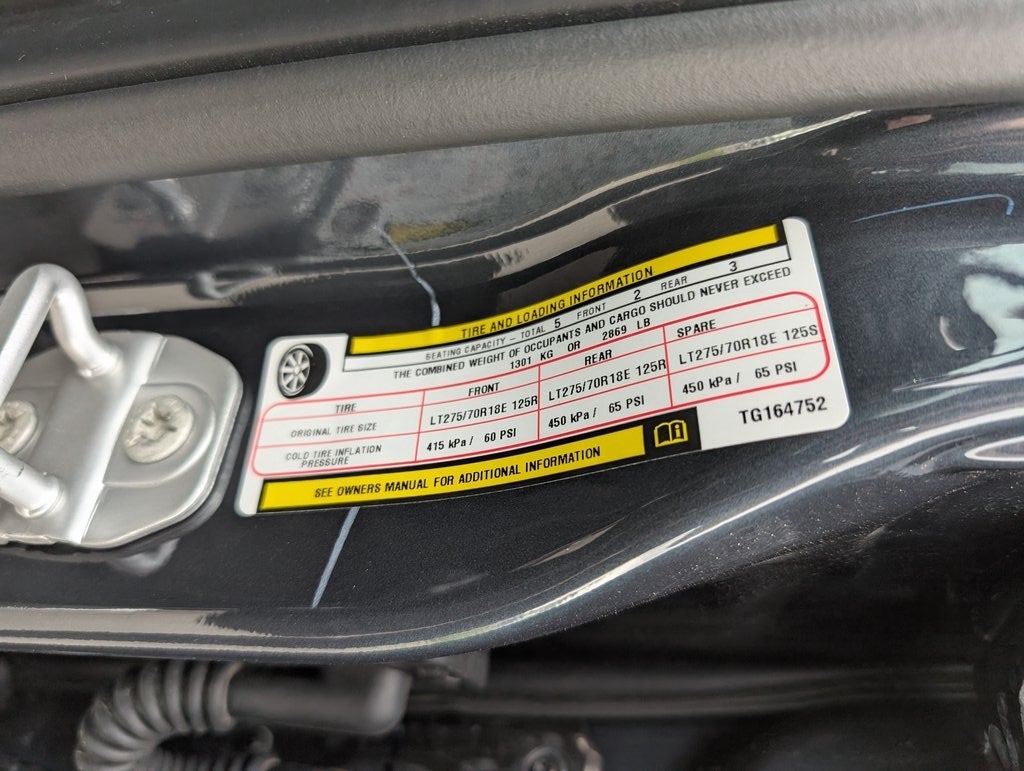 TIRE AND LOADING INFORMATION
SEATING CAPACITY - TOTAL 5 FRONT 2 REAR 3
THE COMBINED WEIGHT OF OCCUPANTS AND CARGO SHOULD NEVER EXCEED
1301 KG OR 2869 LB
TIRE FRONT REAR SPARE
ORIGINAL TIRE SIZE LT275/70R18E 125R LT275/70R18E 125R LT275/70R18E 125S
COLD TIRE INFLATION PRESSURE 415 kPa / 60 PSI 450 kPa / 65 PSI 450 kPa / 65 PSI
SEE OWNERS MANUAL FOR ADDITIONAL INFORMATION
TG164752